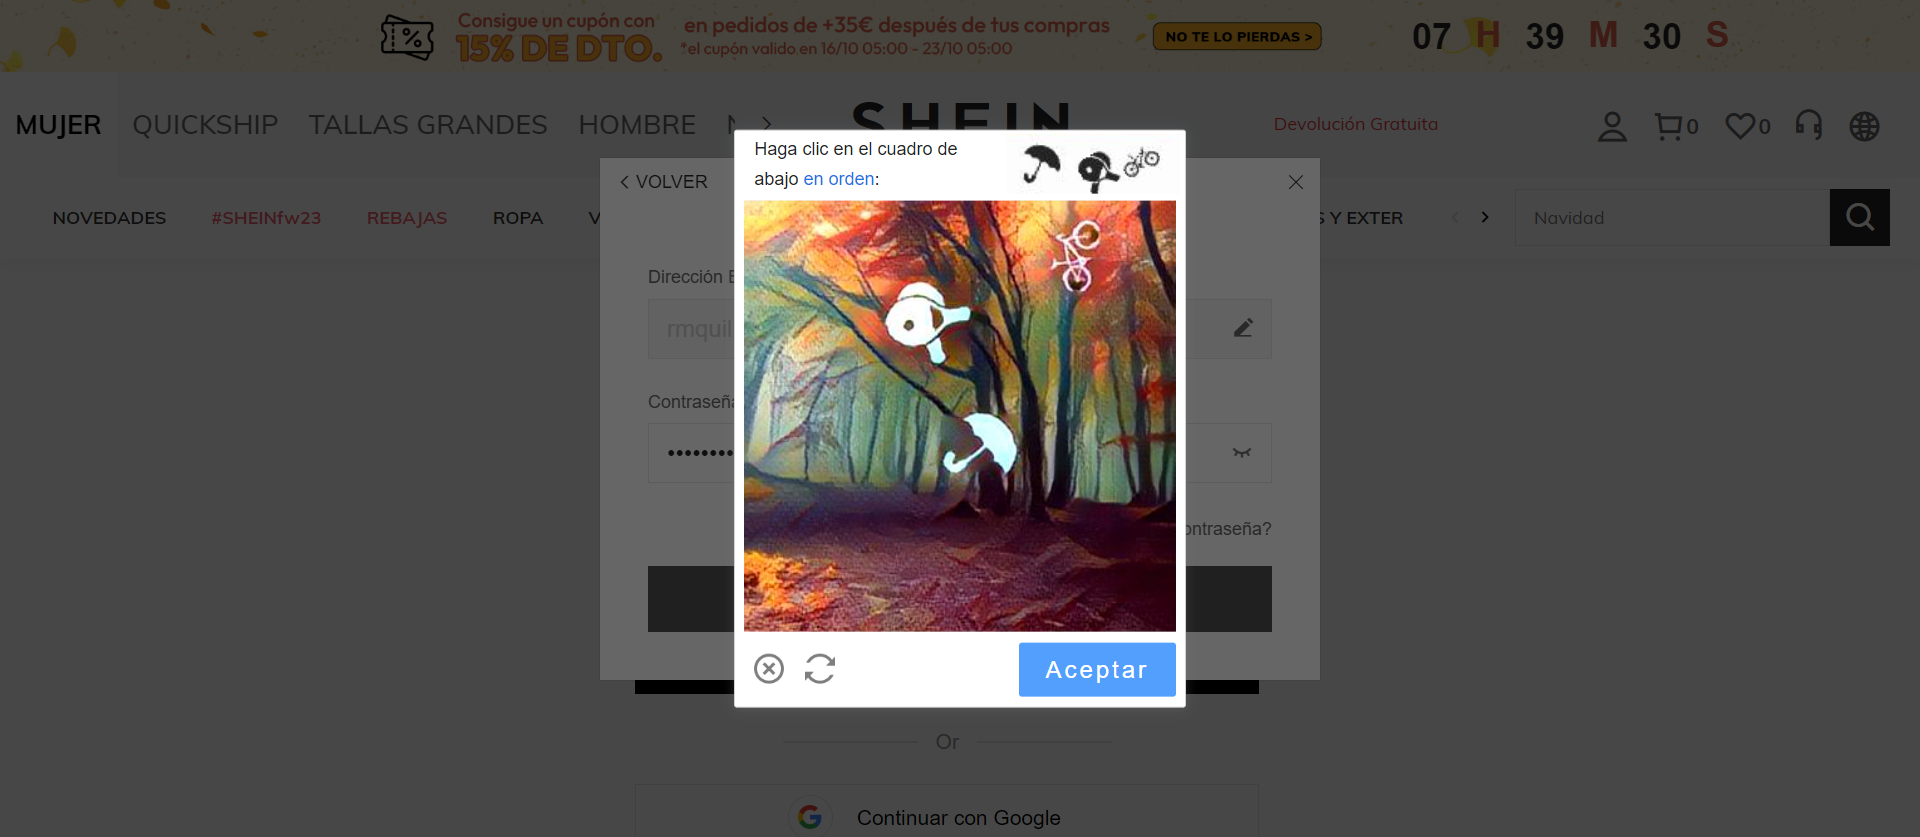 Consigue un cupón con
15% DE DTO.
en pedidos de +35€ después de tus compras
*el cupón valido en 16/10 05:00 - 23/10 05:00
NO TE LO PIERDAS >
07 H 39 M 30 S
MUJER QUICKSHIP TALLAS GRANDES HOMBRE
SHEIN
Devolución Gratuita
0
0
Haga clic en el cuadro de
abajo en orden:
VOLVER
NOVEDADES #SHEINfw23 REBAJAS ROPA V
S Y EXTER
Navidad
Dirección E
rmquil
Contraseña
ontraseña?
Aceptar
Or
Continuar con Google